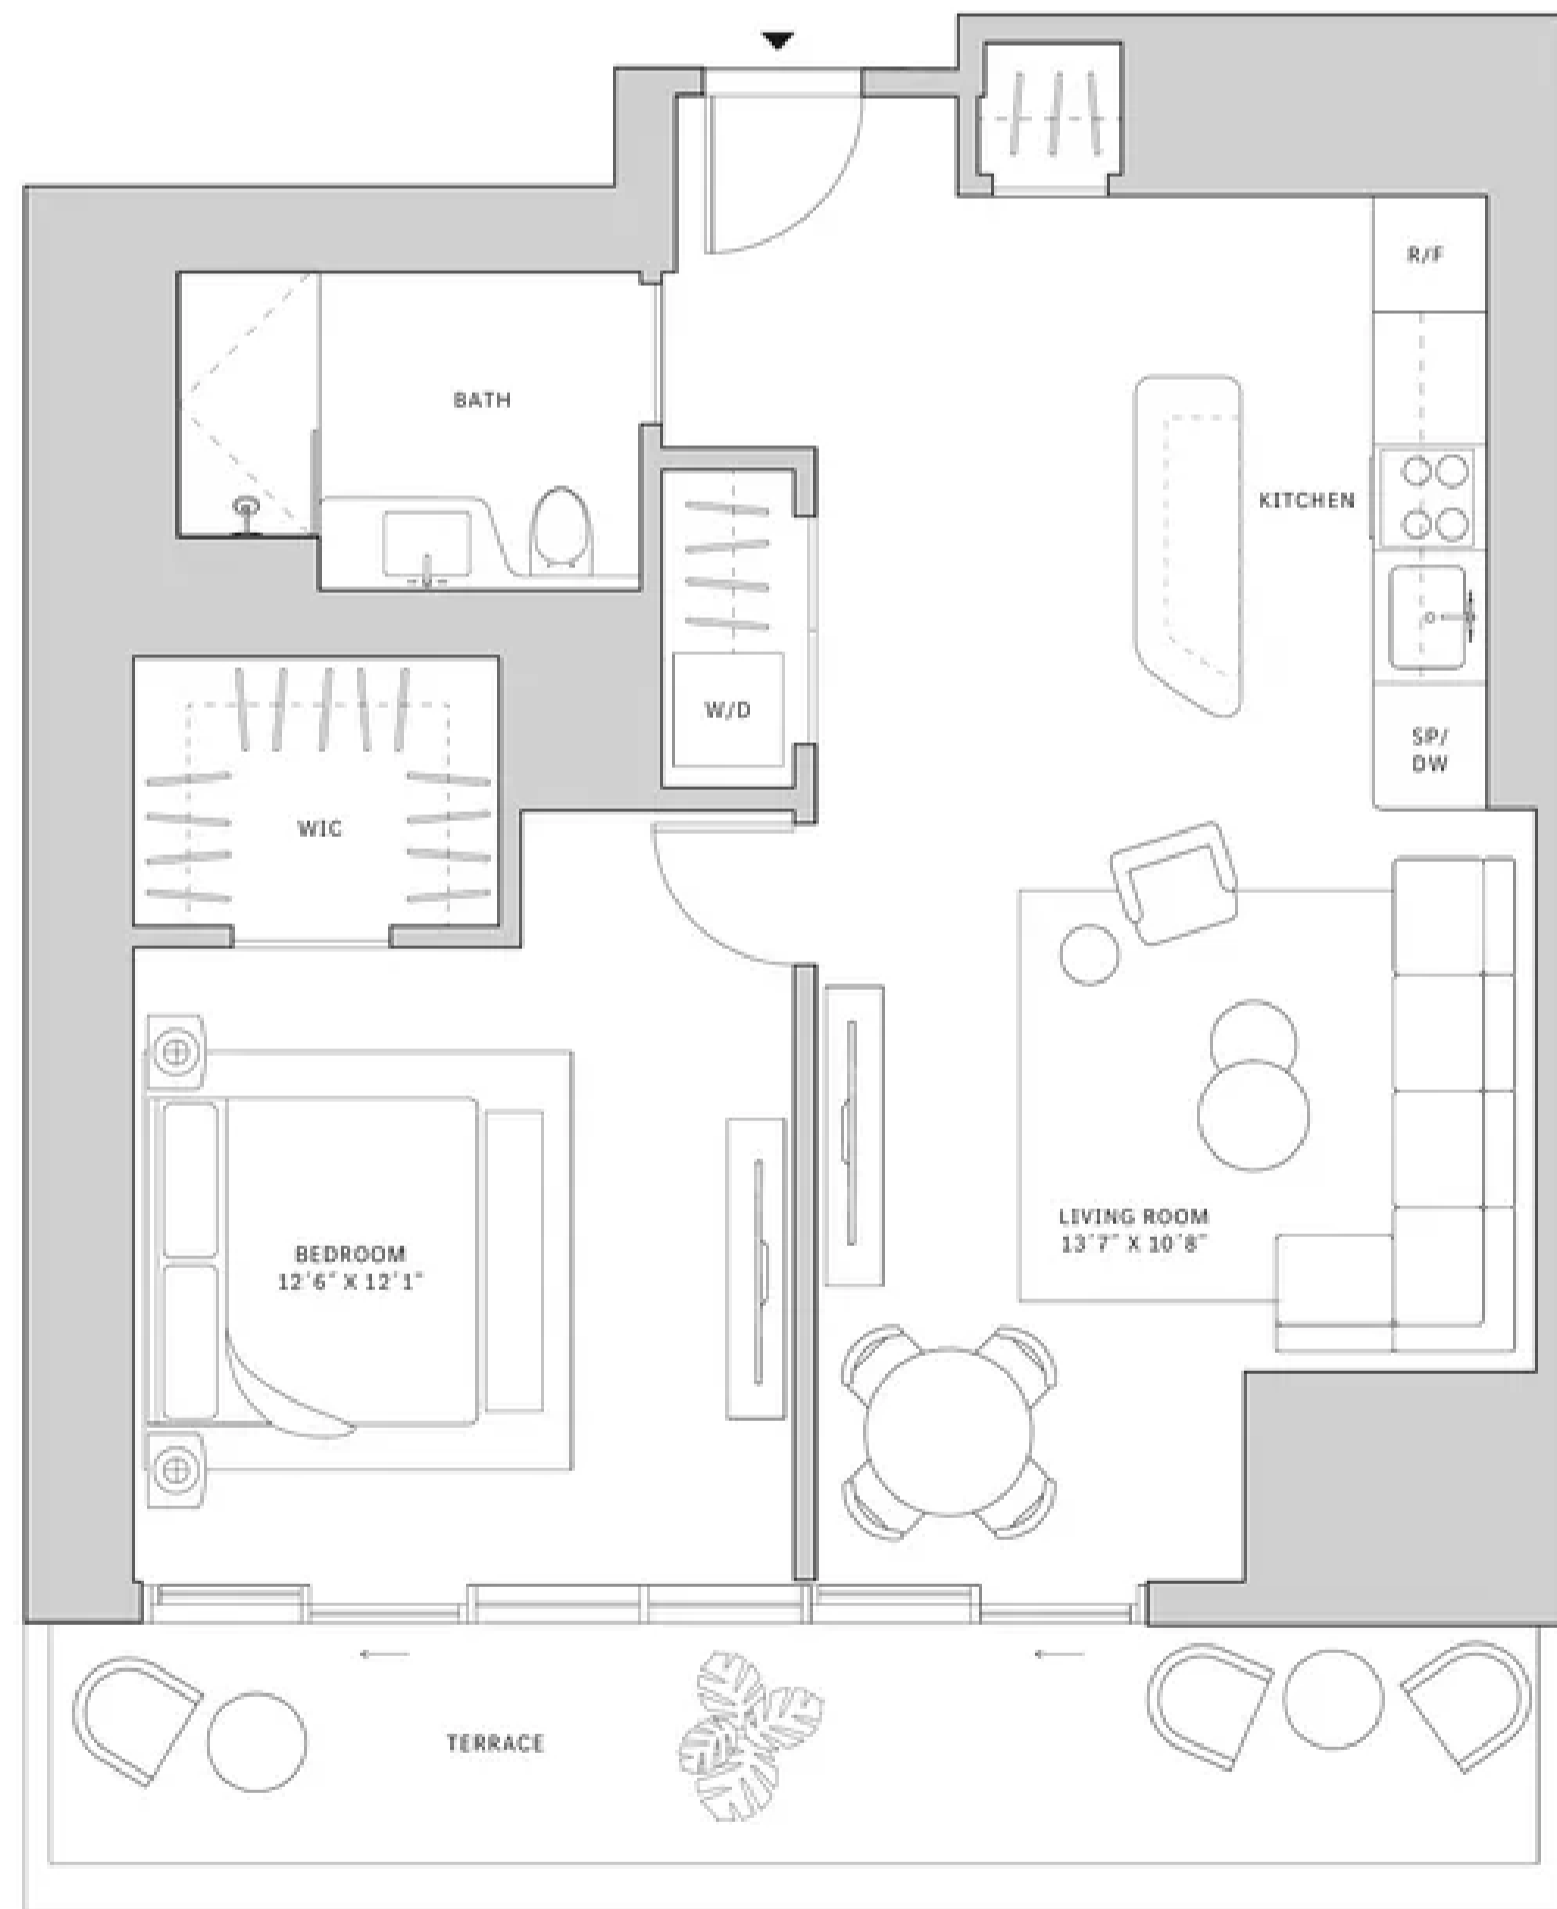 R/F
BATH
KITCHEN
W/D
SP/
DW
WIC
LIVING ROOM
13'7" X 10'8"
BEDROOM
12'6" X 12'1"
TERRACE